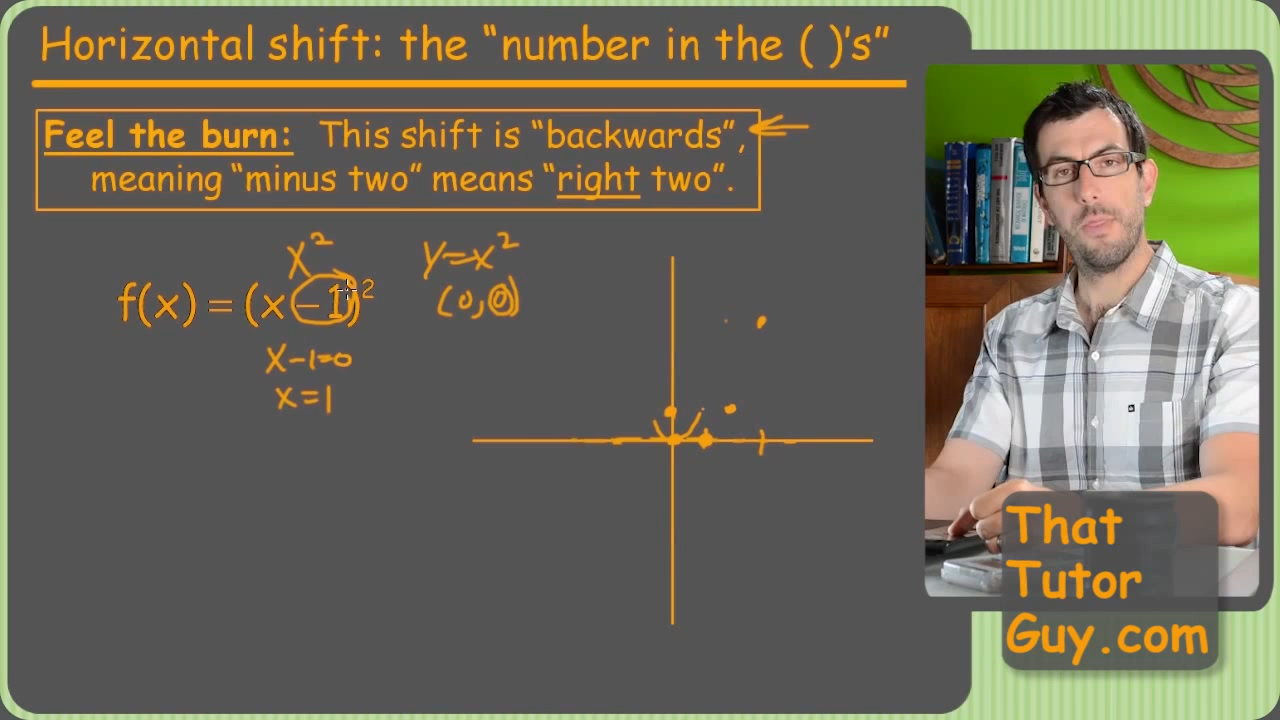 Horizontal shift: the “number in the ( )’s”
Feel the burn: This shift is “backwards”,
meaning “minus two” means “right two”.
x²
y=x²
f(x) = (x – 1)²
(0,0)
x-1=0
x=1
That
Tutor
Guy.com